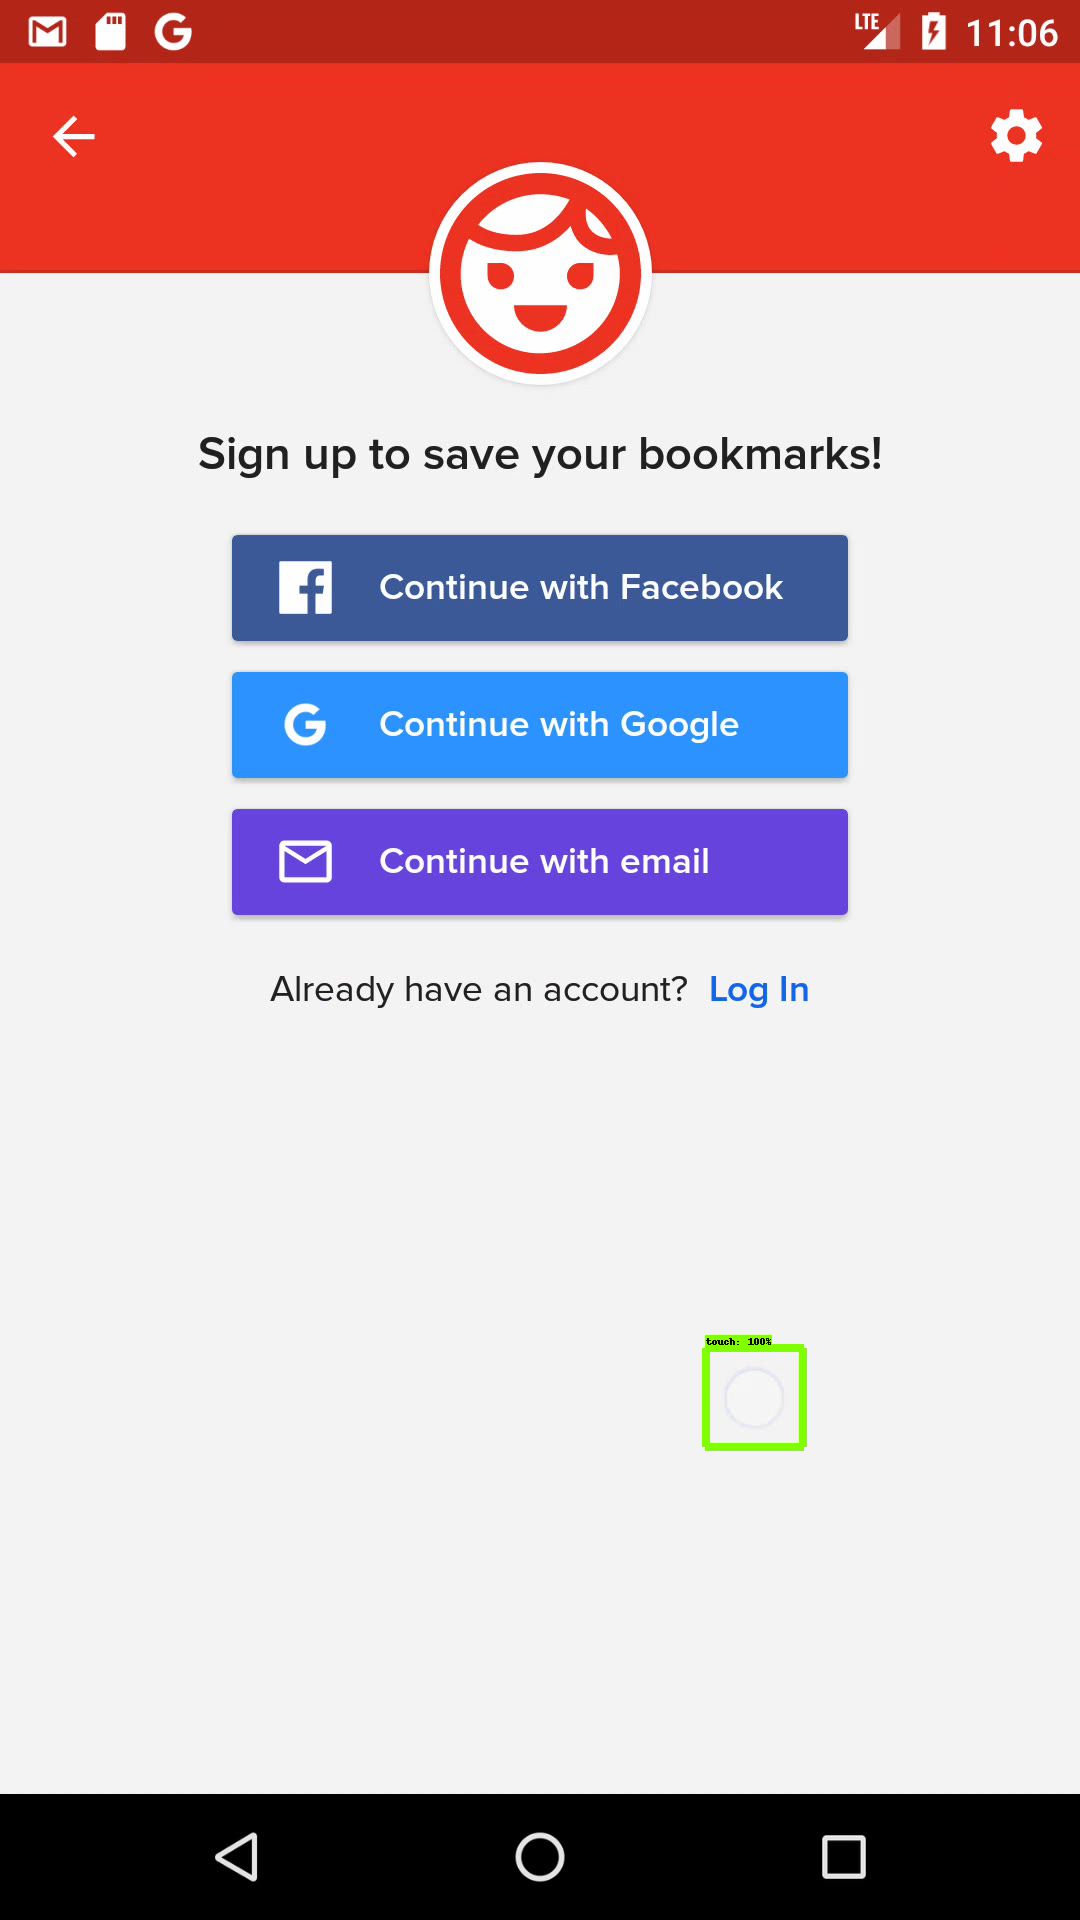 LTE 11:06
Sign up to save your bookmarks!
Continue with Facebook
Continue with Google
Continue with email
Already have an account? Log In
touch: 100%